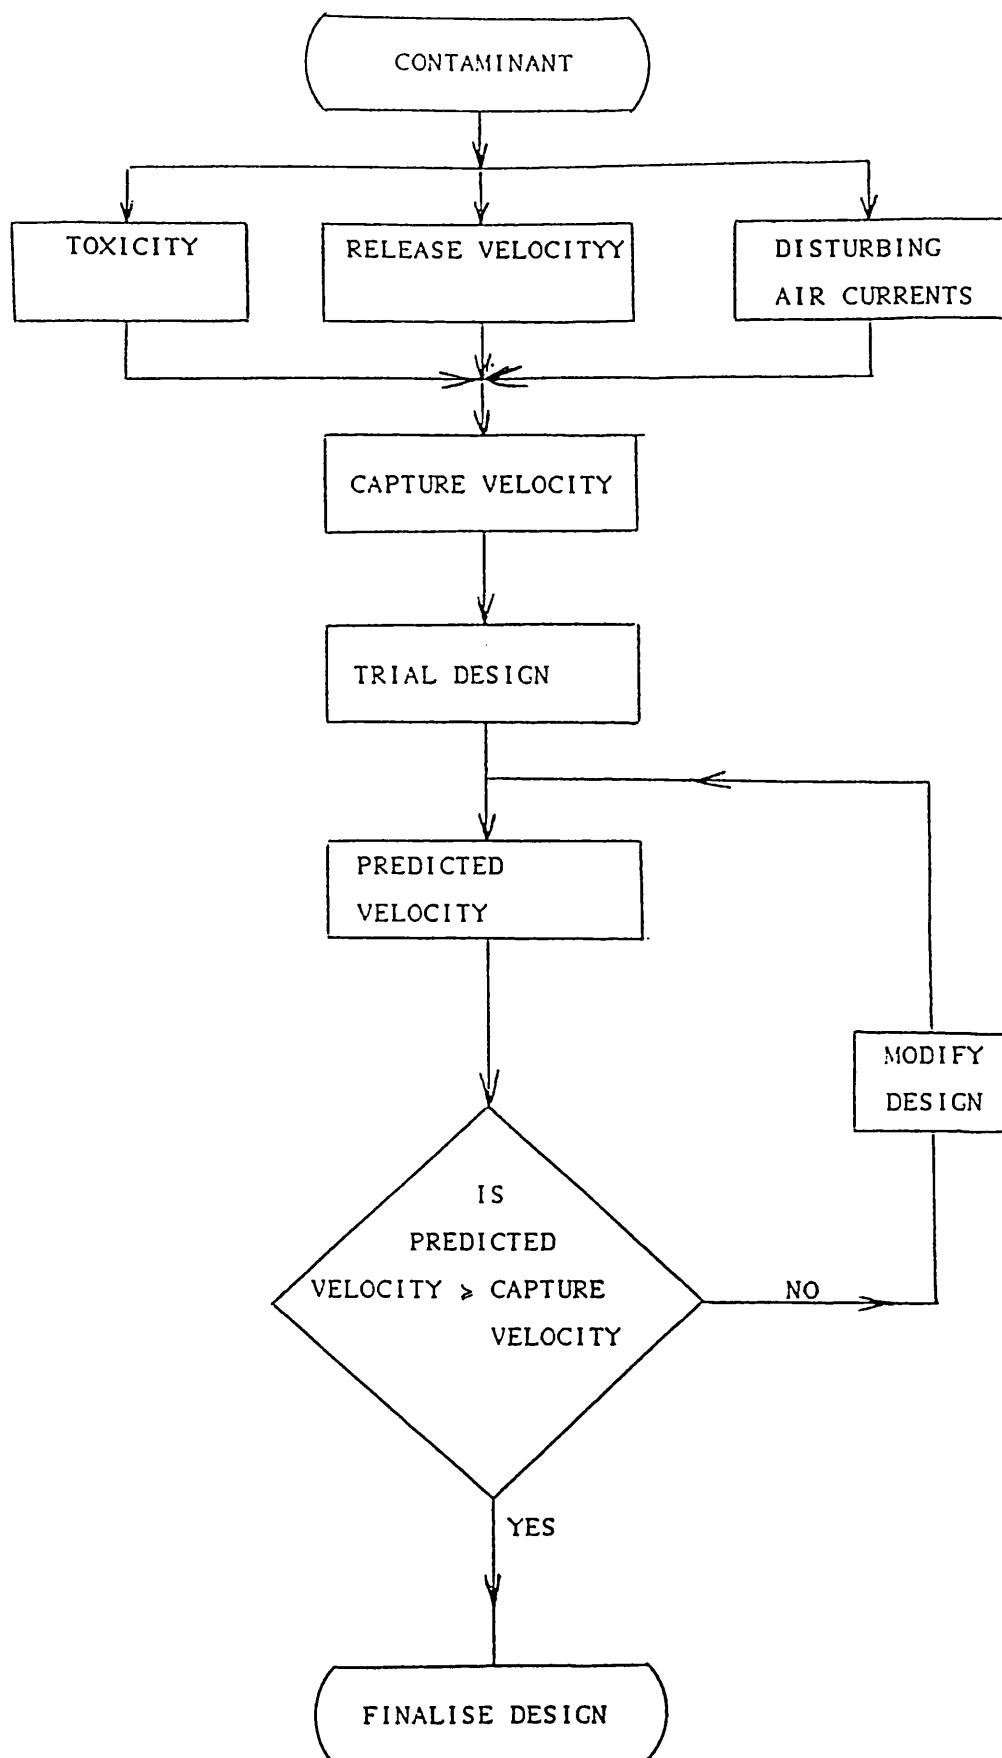 CONTAMINANT
TOXICITY
RELEASE VELOCITYY
DISTURBING
AIR CURRENTS
CAPTURE VELOCITY
TRIAL DESIGN
PREDICTED
VELOCITY
MODIFY
DESIGN
IS
PREDICTED
VELOCITY ⩾ CAPTURE
VELOCITY
NO
YES
FINALISE DESIGN